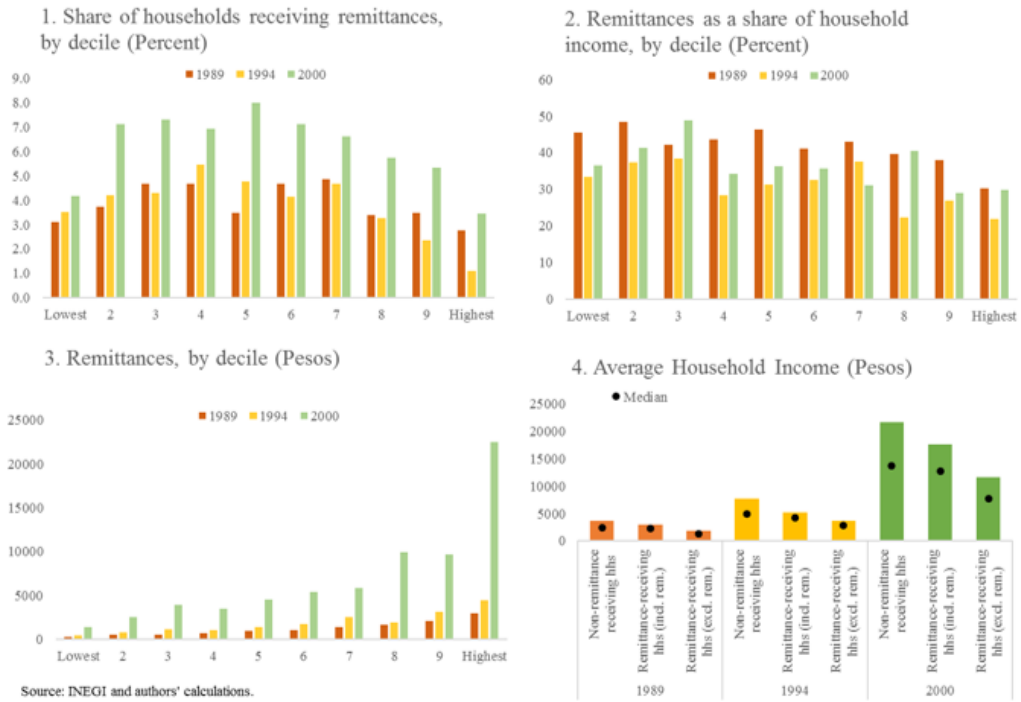 1. Share of households receiving remittances,
by decile (Percent)
1989 1994 2000
9.0
8.0
7.0
6.0
5.0
4.0
3.0
2.0
1.0
0.0
Lowest 2 3 4 5 6 7 8 9 Highest
2. Remittances as a share of household
income, by decile (Percent)
1989 1994 2000
60
50
40
30
20
10
0
Lowest 2 3 4 5 6 7 8 9 Highest
3. Remittances, by decile (Pesos)
1989 1994 2000
25000
20000
15000
10000
5000
0
Lowest 2 3 4 5 6 7 8 9 Highest
4. Average Household Income (Pesos)
Median
25000
20000
15000
10000
5000
0
Non-remittance
receiving hhs
Remittance-receiving
hhs (ind. rem.)
Remittance-receiving
hhs (excl. rem.)
Non-remittance
receiving hhs
Remittance-receiving
hhs (ind. rem.)
Remittance-receiving
hhs (excl. rem.)
Non-remittance
receiving hhs
Remittance-receiving
hhs (ind. rem.)
Remittance-receiving
hhs (excl. rem.)
1989 1994 2000
Source: INEGI and authors' calculations.